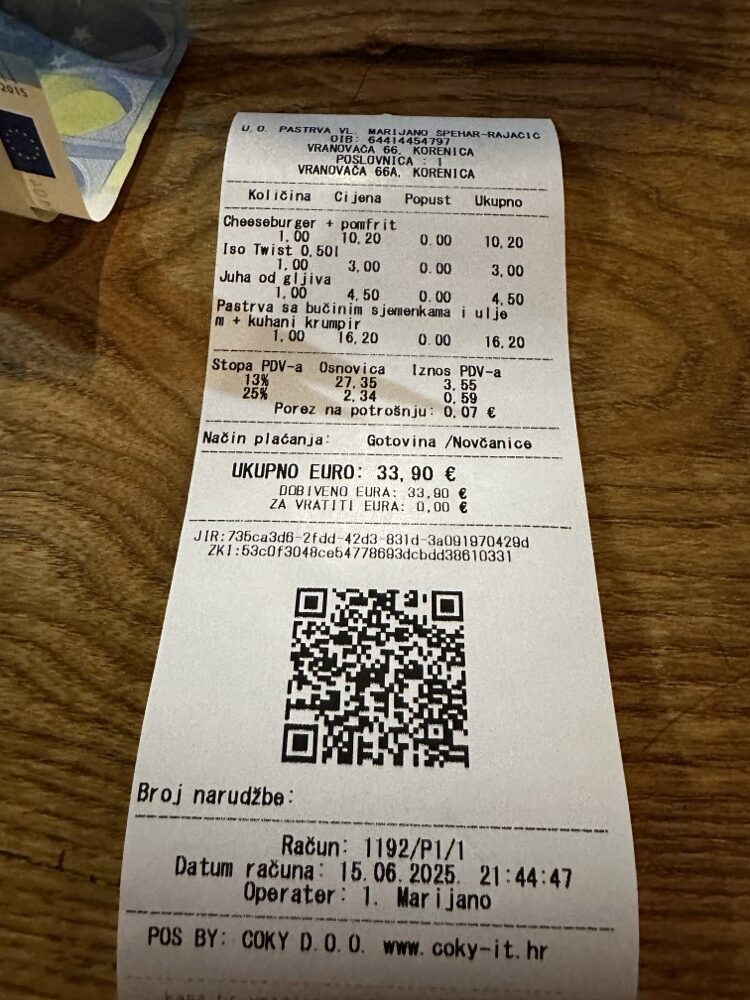 2015
U.O. PASTRVA VL. MARIJANO ŠPEHAR-RAJAČIĆ
OIB: 64414454797
VRANOVAČA 66, KORENICA
POSLOVNICA : 1
VRANOVAČA 66A, KORENICA
Količina Cijena Popust Ukupno
Cheeseburger + pomfrit
1,00 10,20 0.00 10,20
Iso Twist 0,50l
1,00 3,00 0.00 3,00
Juha od gljiva
1,00 4,50 0.00 4,50
Pastrva sa bučinim sjemenkama i ulje
m + kuhani krumpir
1,00 16,20 0.00 16,20
Stopa PDV-a Osnovica Iznos PDV-a
13% 27,35 3,55
25% 2,34 0,59
Porez na potrošnju: 0,07 €
Način plaćanja: Gotovina /Novčanice
UKUPNO EURO: 33,90 €
DOBIVENO EURA: 33,90 €
ZA VRATITI EURA: 0,00 €
JIR:735ca3d6-2fdd-42d3-831d-3a091970429d
ZKI:53c0f3048ce54778693dcbdd38610331
Broj narudžbe:
Račun: 1192/P1/1
Datum računa: 15.06.2025. 21:44:47
Operater: 1. Marijano
POS BY: COKY D.O.O. www.coky-it.hr